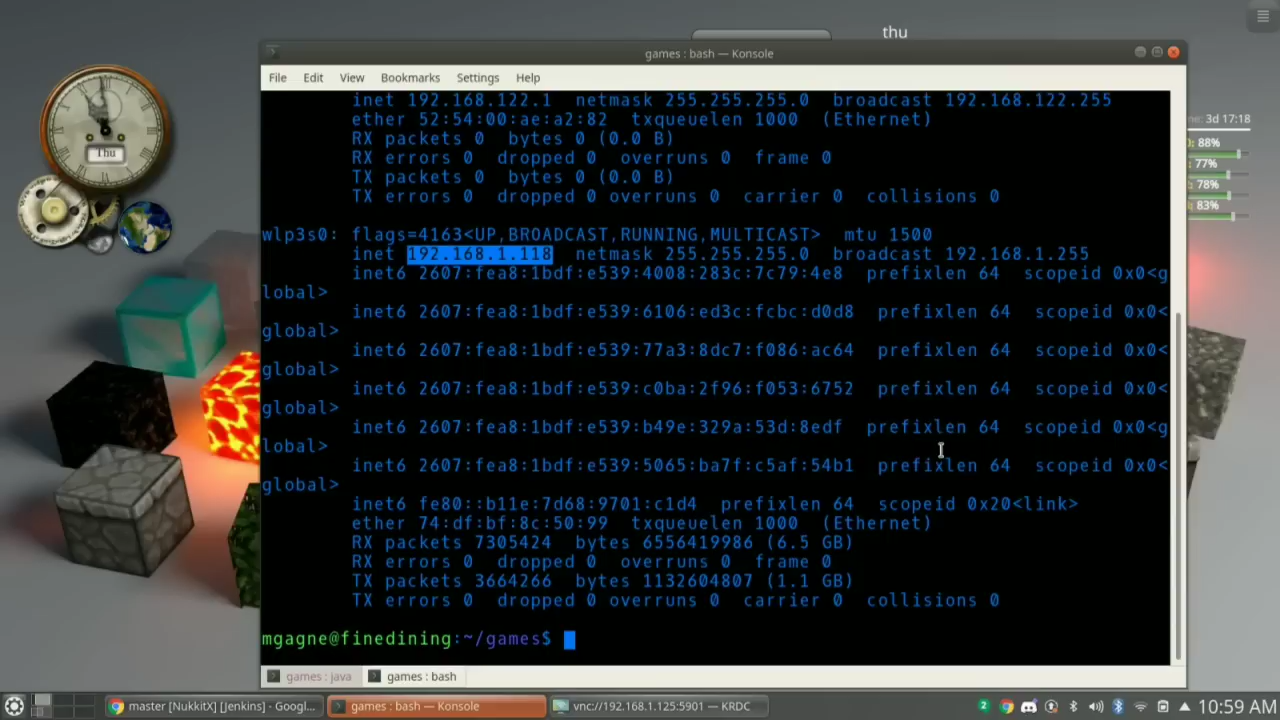 thu
games : bash — Konsole
File Edit View Bookmarks Settings Help
inet 192.168.122.1 netmask 255.255.255.0 broadcast 192.168.122.255
ether 52:54:00:ae:a2:82 txqueuelen 1000 (Ethernet)
RX packets 0 bytes 0 (0.0 B)
RX errors 0 dropped 0 overruns 0 frame 0
TX packets 0 bytes 0 (0.0 B)
TX errors 0 dropped 0 overruns 0 carrier 0 collisions 0
wlp3s0: flags=4163<UP,BROADCAST,RUNNING,MULTICAST> mtu 1500
inet 192.168.1.118 netmask 255.255.255.0 broadcast 192.168.1.255
inet6 2607:fea8:1bdf:e539:4008:283c:7c79:4e8 prefixlen 64 scopeid 0x0<g
lobal>
inet6 2607:fea8:1bdf:e539:6106:ed3c:fcbc:d0d8 prefixlen 64 scopeid 0x0<
global>
inet6 2607:fea8:1bdf:e539:77a3:8dc7:f086:ac64 prefixlen 64 scopeid 0x0<
global>
inet6 2607:fea8:1bdf:e539:c0ba:2f96:f053:6752 prefixlen 64 scopeid 0x0<
global>
inet6 2607:fea8:1bdf:e539:b49e:329a:53d:8edf prefixlen 64 scopeid 0x0<g
lobal>
inet6 2607:fea8:1bdf:e539:5065:ba7f:c5af:54b1 prefixlen 64 scopeid 0x0<
global>
inet6 fe80::b11e:7d68:9701:c1d4 prefixlen 64 scopeid 0x20<link>
ether 74:df:bf:8c:50:99 txqueuelen 1000 (Ethernet)
RX packets 7305424 bytes 6556419986 (6.5 GB)
RX errors 0 dropped 0 overruns 0 frame 0
TX packets 3664266 bytes 1132604807 (1.1 GB)
TX errors 0 dropped 0 overruns 0 carrier 0 collisions 0
mgagne@finedining:~/games$
games : java games : bash
Thu
3d 17:18
88%
77%
78%
83%
master [NukkitX] [Jenkins] - Googl... games : bash — Konsole vnc://192.168.1.125:5901 — KRDC 2 10:59 AM